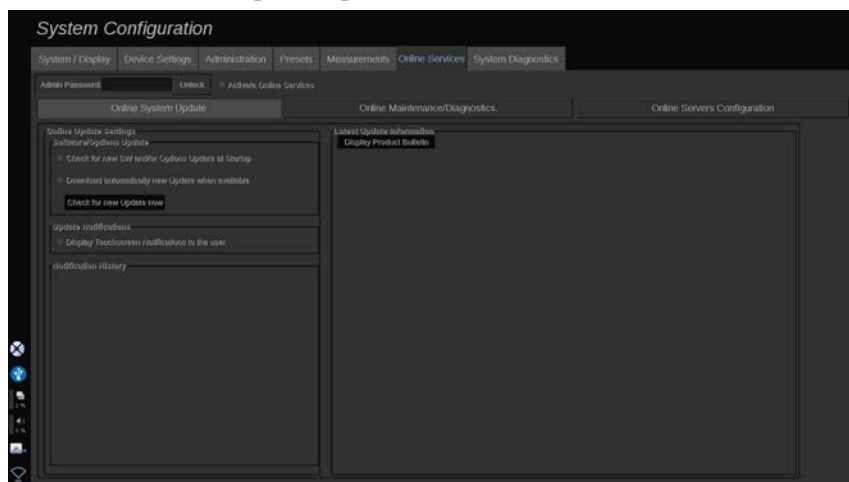 System Configuration
System / Display Device Settings Administration Presets Measurements Online Services System Diagnostics
Admin Password: Unlock Activate Online Services
Online System Update Online Maintenance/Diagnostics. Online Servers Configuration
Online Update Settings
Software/Options Update
Check for new SW and/or Options Update at Startup
Download automatically new Update when available
Check for new Update now
Update Notifications
Display Touchscreen Notifications to the user
Notification History
Latest Update Information
Display Product Bulletin